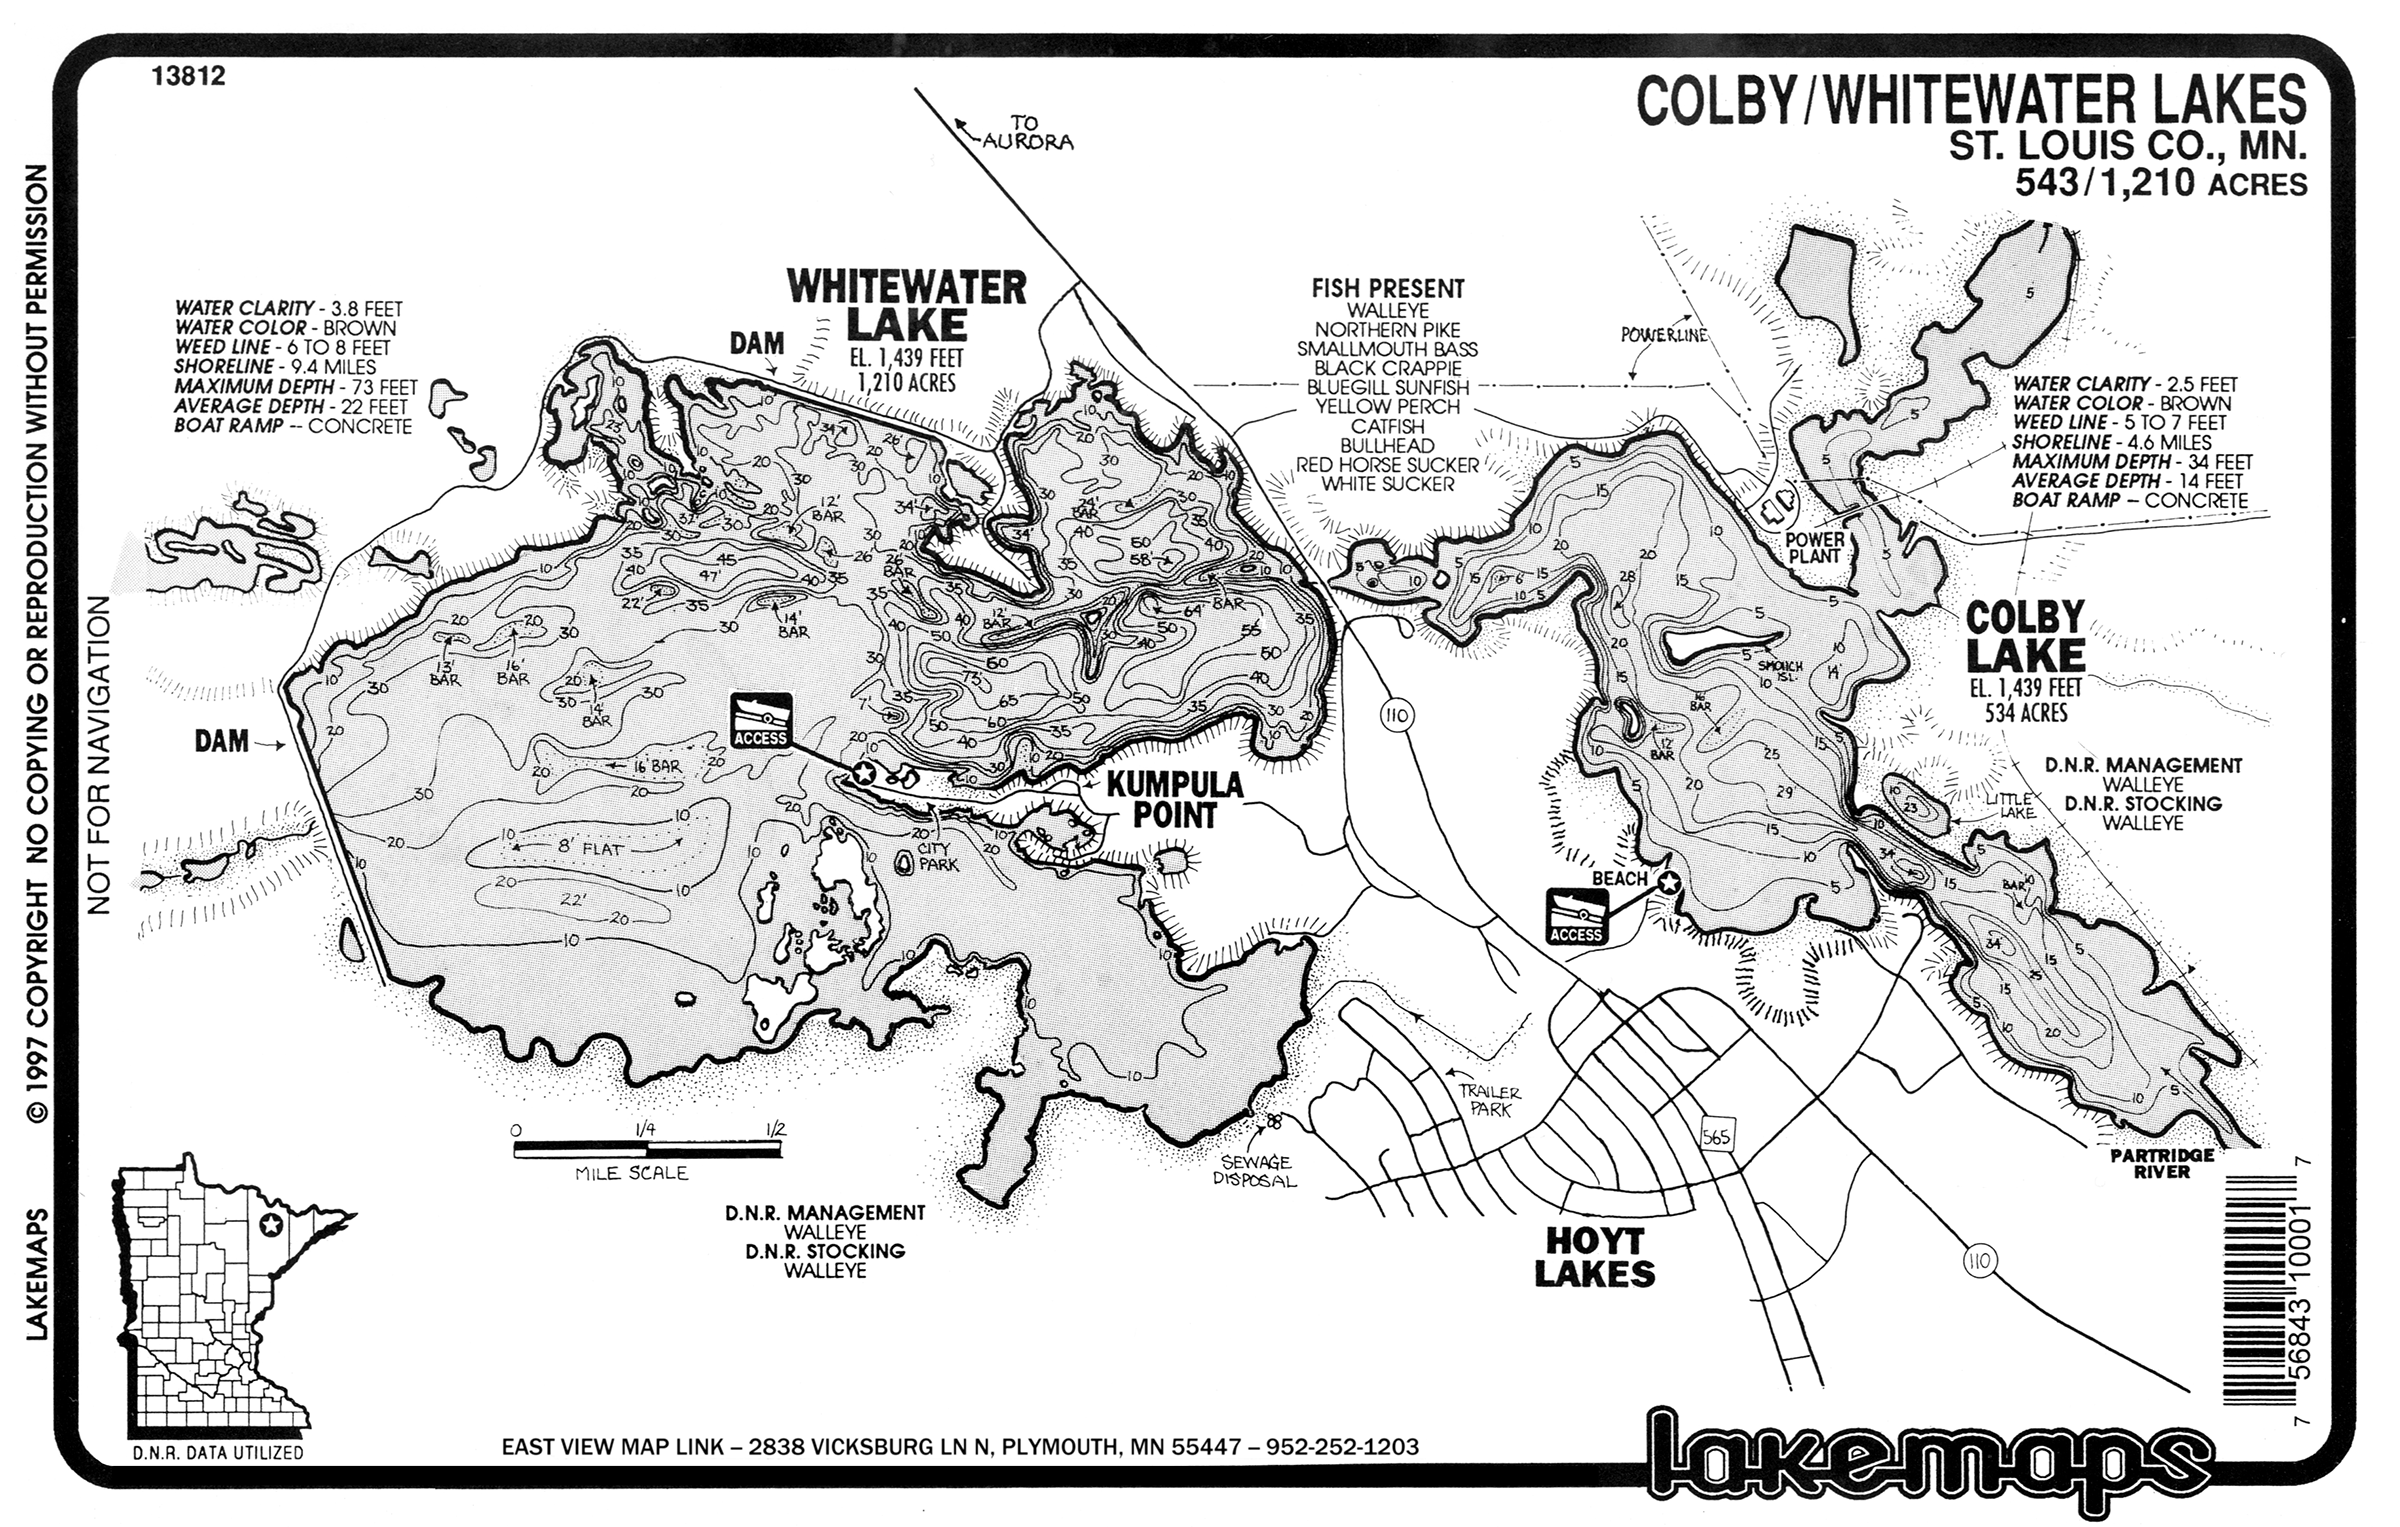 13812
COLBY/WHITEWATER LAKES
ST. LOUIS CO., MN.
543/1,210 ACRES
TO
AURORA
WHITEWATER
LAKE
EL. 1,439 FEET
1,210 ACRES
DAM
WATER CLARITY - 3.8 FEET
WATER COLOR - BROWN
WEED LINE - 6 TO 8 FEET
SHORELINE - 9.4 MILES
MAXIMUM DEPTH - 73 FEET
AVERAGE DEPTH - 22 FEET
BOAT RAMP -- CONCRETE
FISH PRESENT
WALLEYE
NORTHERN PIKE
SMALLMOUTH BASS
BLACK CRAPPIE
BLUEGILL SUNFISH
YELLOW PERCH
CATFISH
BULLHEAD
RED HORSE SUCKER
WHITE SUCKER
POWERLINE
WATER CLARITY - 2.5 FEET
WATER COLOR - BROWN
WEED LINE - 5 TO 7 FEET
SHORELINE - 4.6 MILES
MAXIMUM DEPTH - 34 FEET
AVERAGE DEPTH - 14 FEET
BOAT RAMP -- CONCRETE
POWER
PLANT
COLBY
LAKE
EL. 1,439 FEET
534 ACRES
12'
BAR
24'
BAR
26'
BAR
14'
BAR
12'
BAR
BAR
13'
BAR
16'
BAR
14'
BAR
16' BAR
8' FLAT
22'
47'
58'
64'
73'
SMOLICH
ISL.
16'
BAR
12'
BAR
BAR
DAM
ACCESS
KUMPULA
POINT
CITY
PARK
110
D.N.R. MANAGEMENT
WALLEYE
D.N.R. STOCKING
WALLEYE
LITTLE
LAKE
BEACH
ACCESS
TRAILER
PARK
SEWAGE
DISPOSAL
565
HOYT
LAKES
110
PARTRIDGE
RIVER
0 1/4 1/2
MILE SCALE
D.N.R. MANAGEMENT
WALLEYE
D.N.R. STOCKING
WALLEYE
D.N.R. DATA UTILIZED
EAST VIEW MAP LINK – 2838 VICKSBURG LN N, PLYMOUTH, MN 55447 – 952-252-1203
lakemaps
7 56843 10001 7
NOT FOR NAVIGATION
LAKEMAPS © 1997 COPYRIGHT NO COPYING OR REPRODUCTION WITHOUT PERMISSION